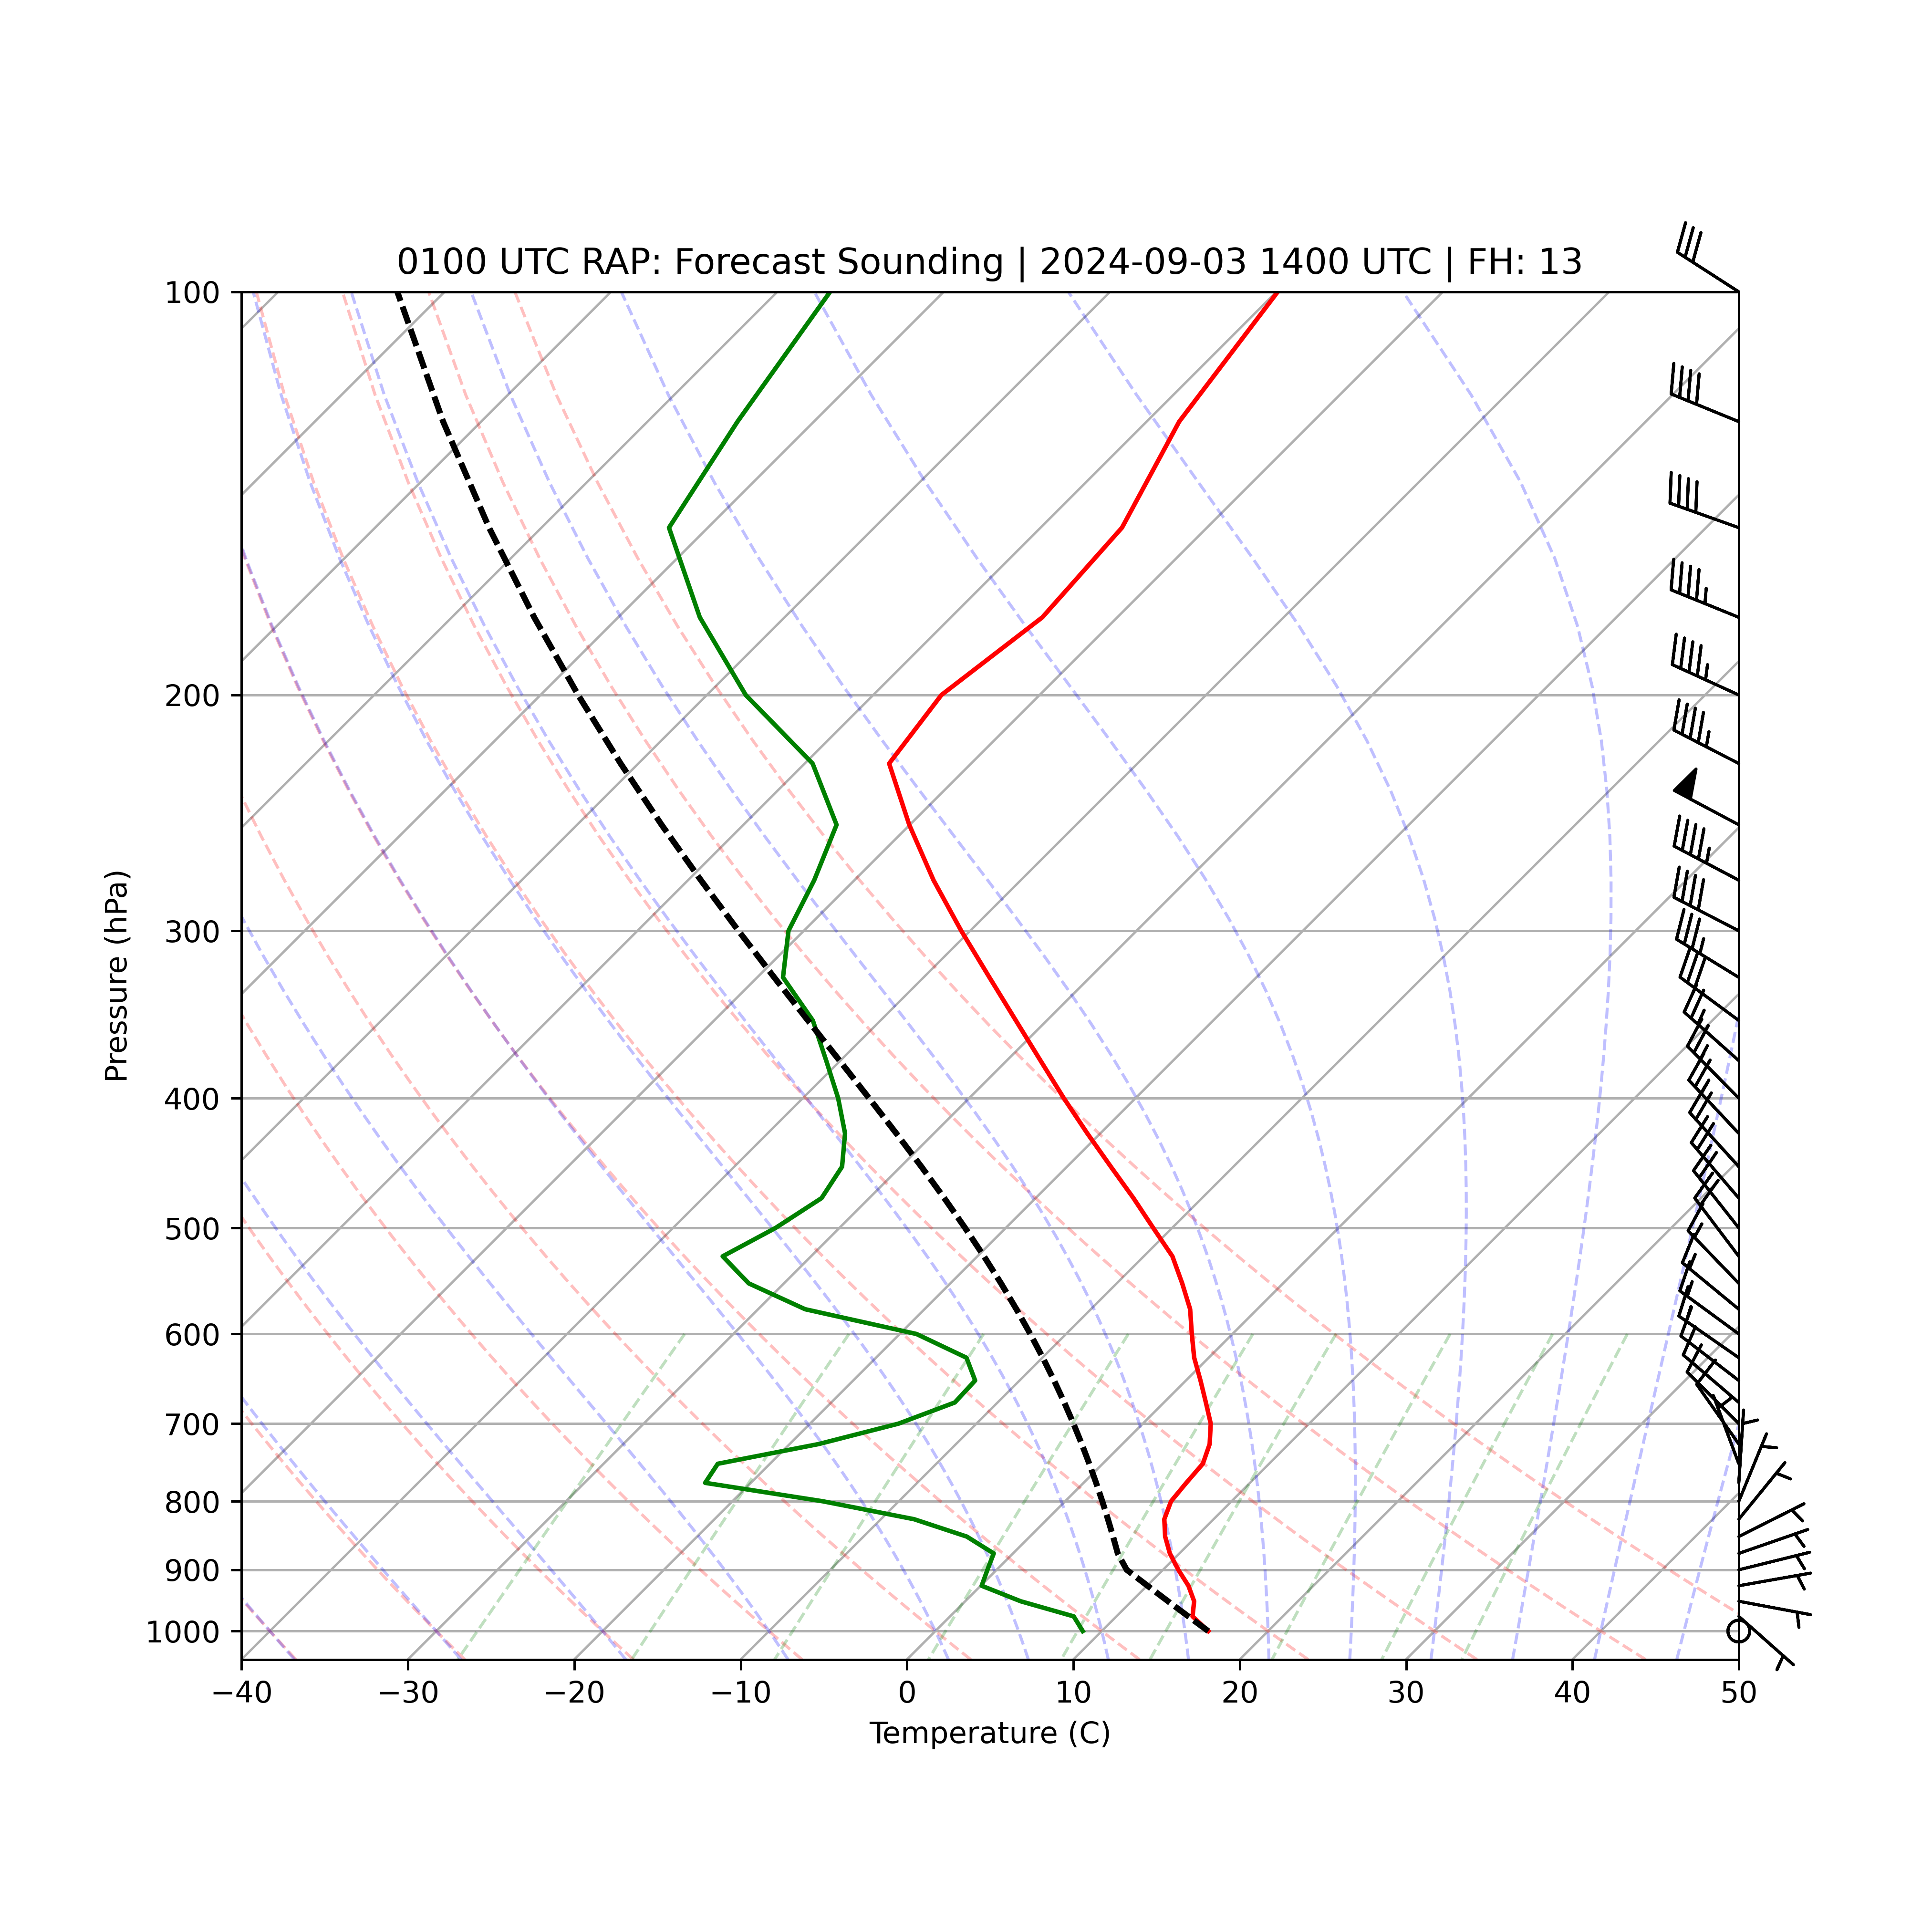 0100 UTC RAP: Forecast Sounding | 2024-09-03 1400 UTC | FH: 13
100
200
300
400
500
600
700
800
900
1000
Pressure (hPa)
−40 −30 −20 −10 0 10 20 30 40 50
Temperature (C)